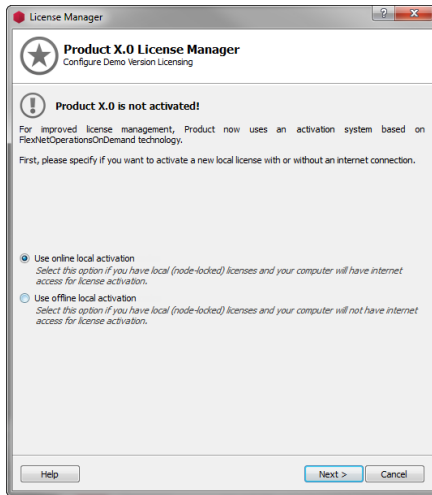 License Manager
?
Product X.0 License Manager
Configure Demo Version Licensing
Product X.0 is not activated!
For improved license management, Product now uses an activation system based on
FlexNetOperationsOnDemand technology.
First, please specify if you want to activate a new local license with or without an internet connection.
Use online local activation
Select this option if you have local (node-locked) licenses and your computer will have internet
access for license activation.
Use offline local activation
Select this option if you have local (node-locked) licenses and your computer will not have internet
access for license activation.
Help
Next >
Cancel